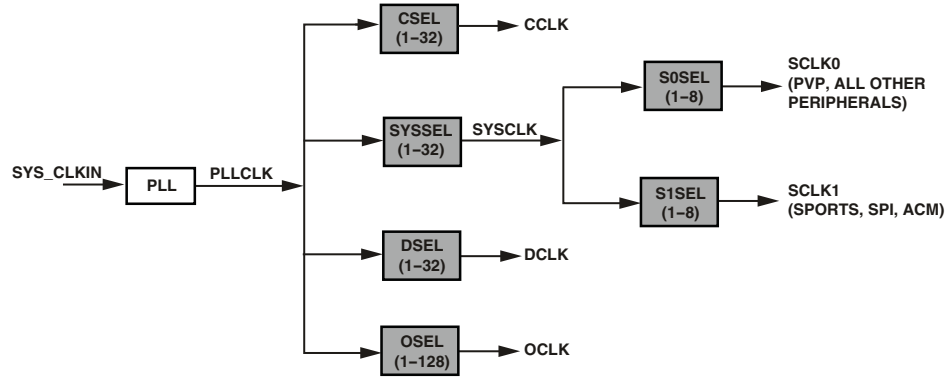 CSEL
(1–32)
CCLK
SYS_CLKIN
PLL
PLLCLK
SYSSEL
(1–32)
SYSCLK
S0SEL
(1–8)
SCLK0
(PVP, ALL OTHER
PERIPHERALS)
S1SEL
(1–8)
SCLK1
(SPORTS, SPI, ACM)
DSEL
(1–32)
DCLK
OSEL
(1–128)
OCLK